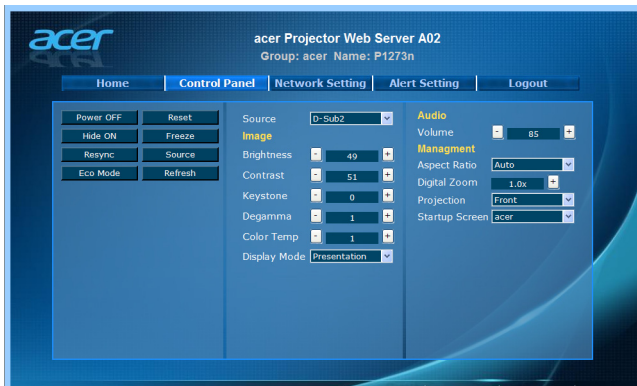 acer
acer Projector Web Server A02
Group: acer Name: P1273n
Home Control Panel Network Setting Alert Setting Logout
Power OFF Reset
Hide ON Freeze
Resync Source
Eco Mode Refresh
Source D-Sub2
Image
Brightness - 49 +
Contrast - 51 +
Keystone - 0 +
Degamma - 1 +
Color Temp - 1 +
Display Mode Presentation
Audio
Volume - 85 +
Managment
Aspect Ratio Auto
Digital Zoom 1.0x +
Projection Front
Startup Screen acer